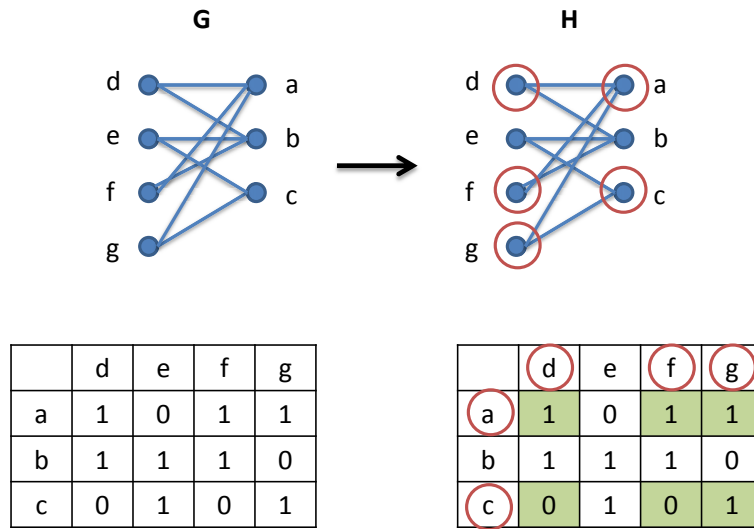 G H
d a d a
e b e b
f c f c
g g
d e f g d e f g
a 1 0 1 1 a 1 0 1 1
b 1 1 1 0 b 1 1 1 0
c 0 1 0 1 c 0 1 0 1